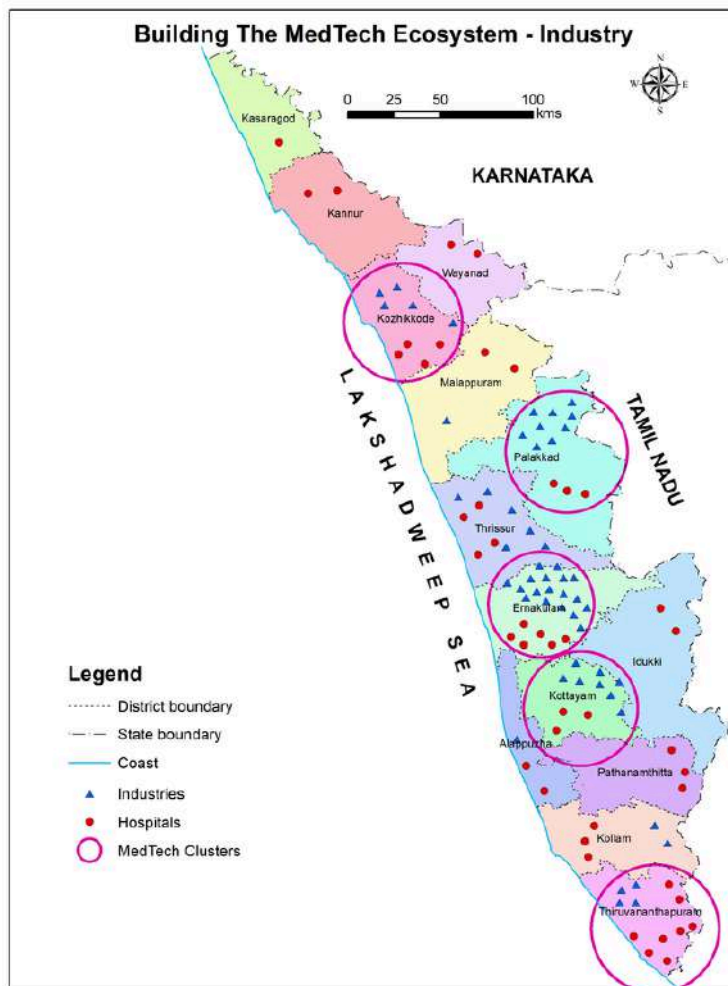 Building The MedTech Ecosystem - Industry
N
W
E
S
0 25 50 100
kms
Kasaragod
KARNATAKA
Kannur
Wayanad
Kozhikkode
Malappuram
TAMIL NADU
Palakkad
LAKSHADWEEP SEA
Thrissur
Ernakulam
Idukki
Kottayam
Alappuzha
Pathanamthitta
Kollam
Thiruvananthapuram
Legend
District boundary
State boundary
Coast
Industries
Hospitals
MedTech Clusters